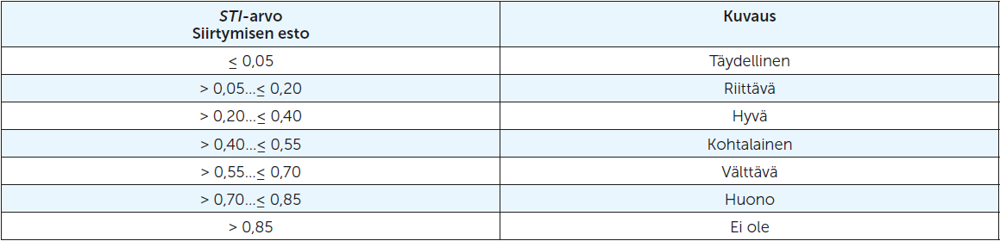 STI-arvo Kuvaus
Siirtymisen esto
≤ 0,05 Täydellinen
> 0,05...≤ 0,20 Riittävä
> 0,20...≤ 0,40 Hyvä
> 0,40...≤ 0,55 Kohtalainen
> 0,55...≤ 0,70 Välttävä
> 0,70...≤ 0,85 Huono
> 0,85 Ei ole